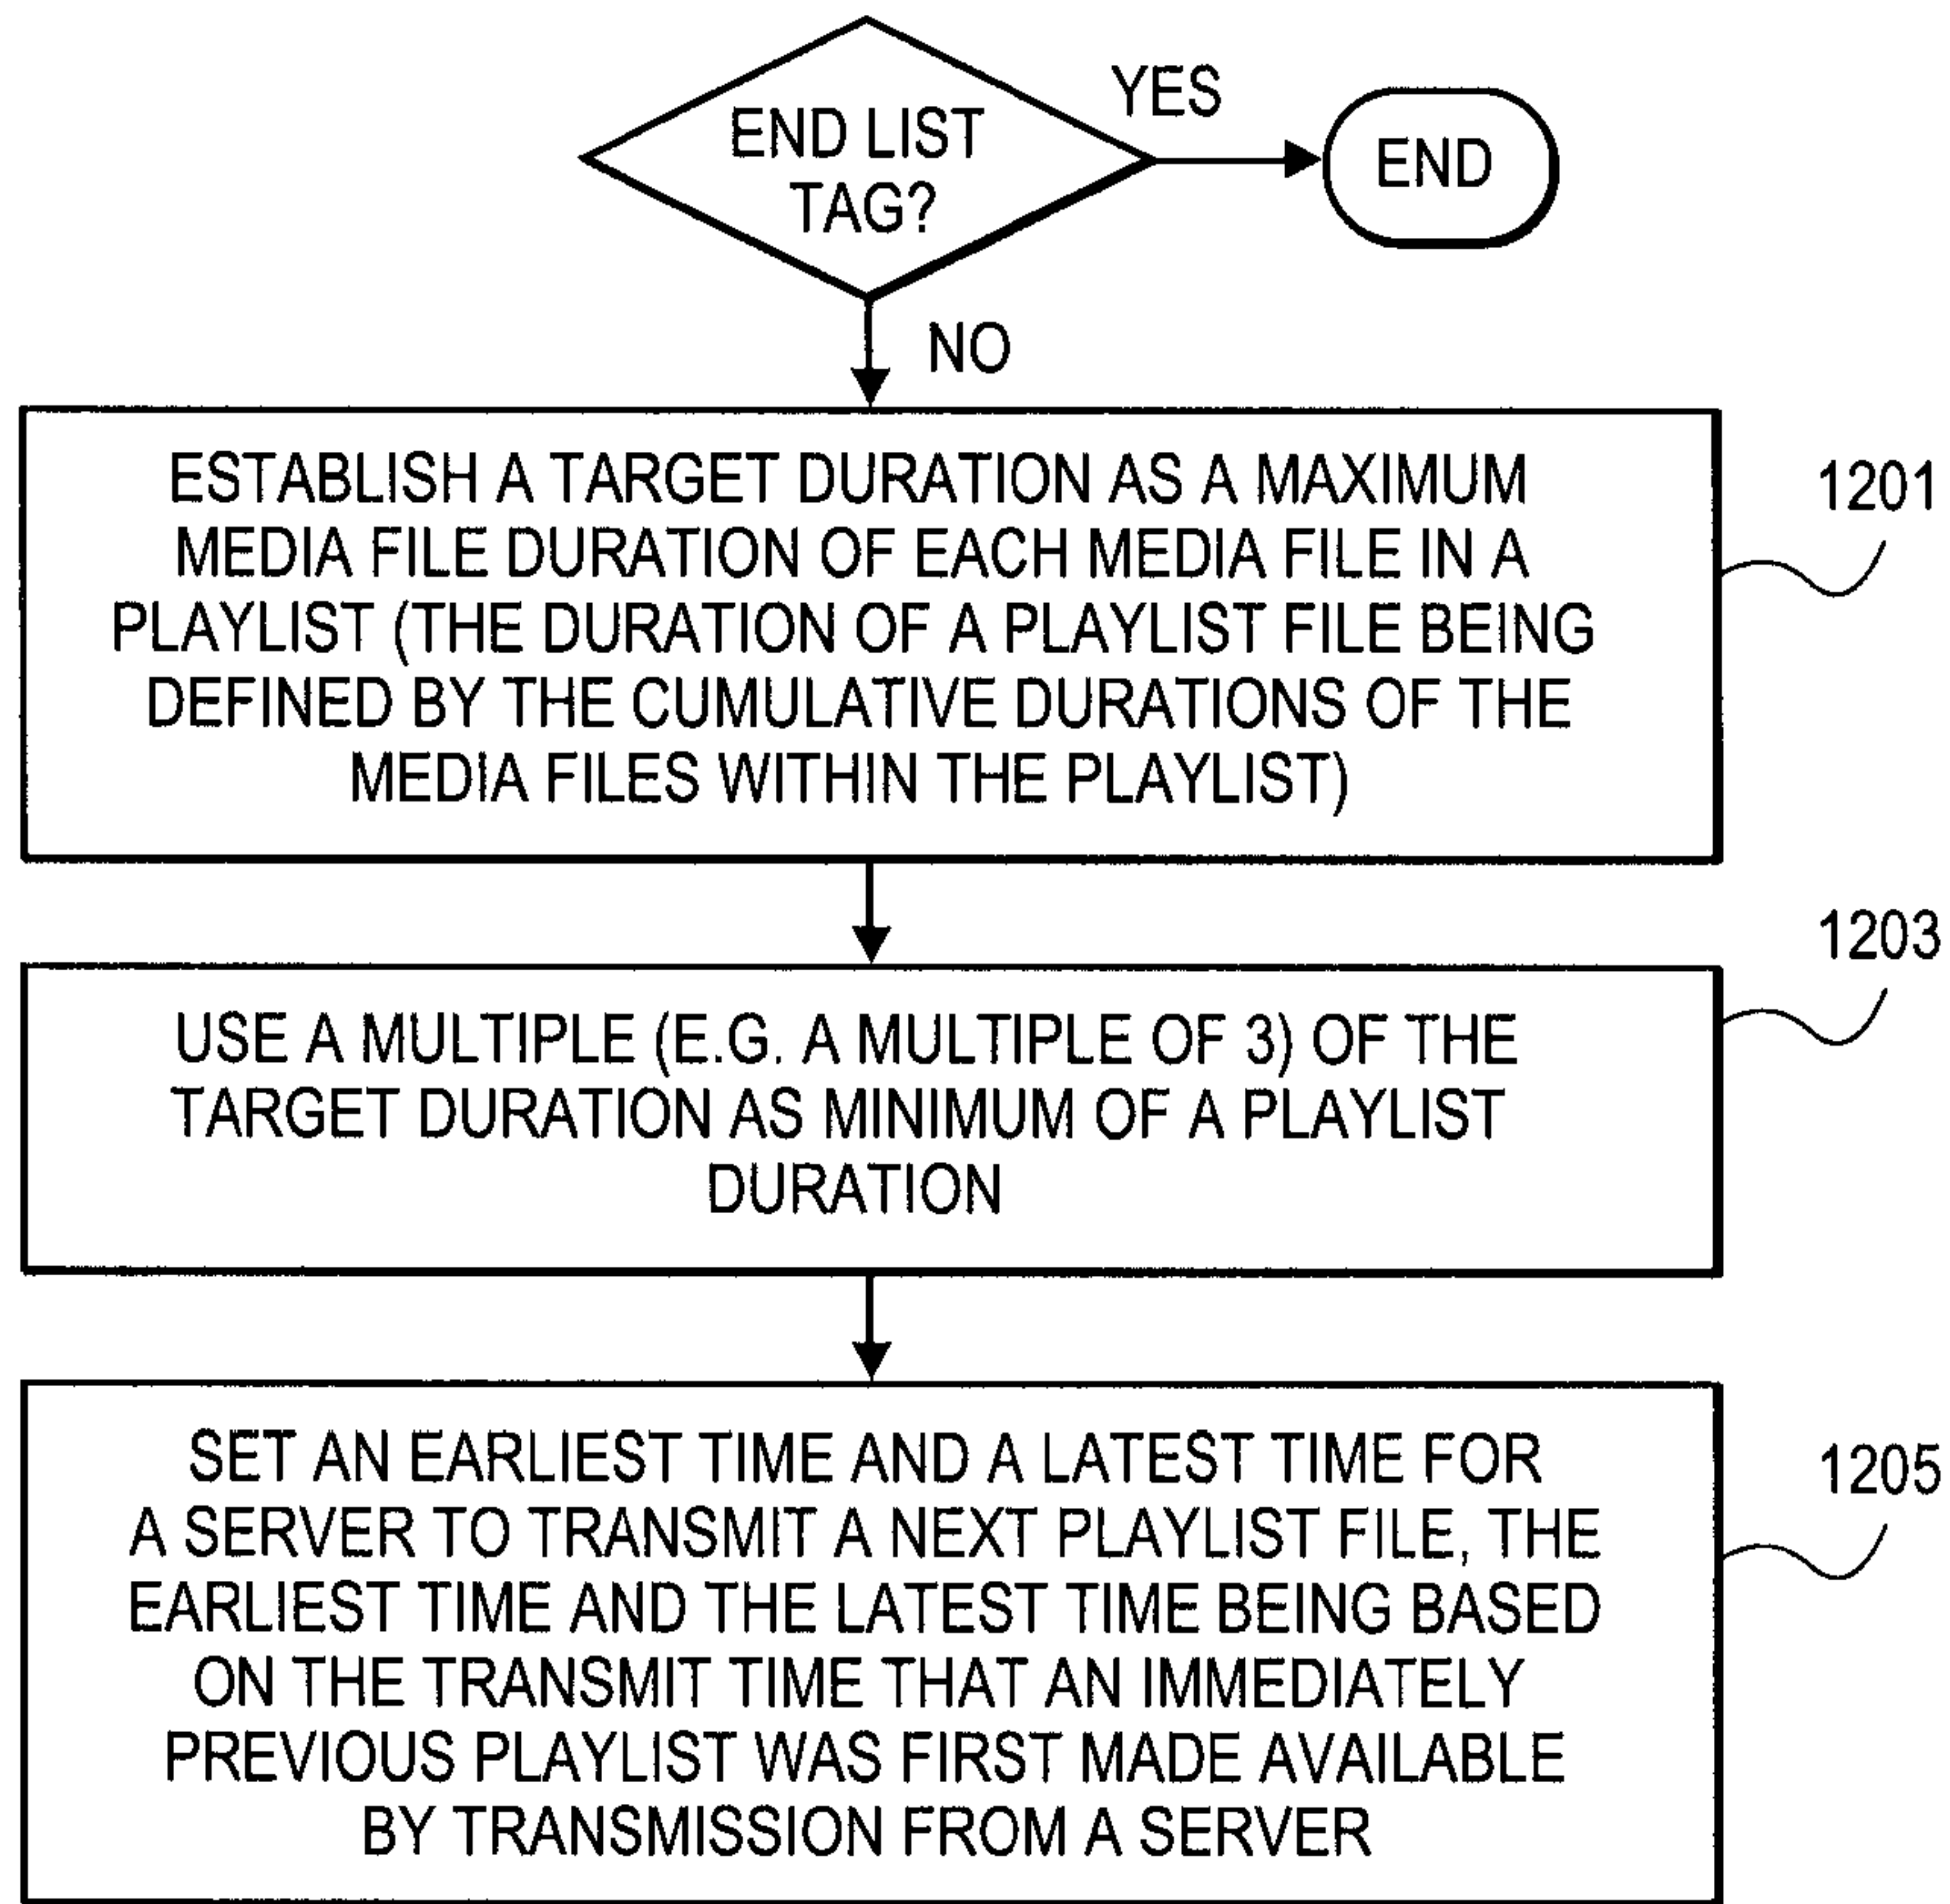 END LIST
TAG?
YES
END
NO
ESTABLISH A TARGET DURATION AS A MAXIMUM
MEDIA FILE DURATION OF EACH MEDIA FILE IN A
PLAYLIST (THE DURATION OF A PLAYLIST FILE BEING
DEFINED BY THE CUMULATIVE DURATIONS OF THE
MEDIA FILES WITHIN THE PLAYLIST)
1201
USE A MULTIPLE (E.G. A MULTIPLE OF 3) OF THE
TARGET DURATION AS MINIMUM OF A PLAYLIST
DURATION
1203
SET AN EARLIEST TIME AND A LATEST TIME FOR
A SERVER TO TRANSMIT A NEXT PLAYLIST FILE, THE
EARLIEST TIME AND THE LATEST TIME BEING BASED
ON THE TRANSMIT TIME THAT AN IMMEDIATELY
PREVIOUS PLAYLIST WAS FIRST MADE AVAILABLE
BY TRANSMISSION FROM A SERVER
1205